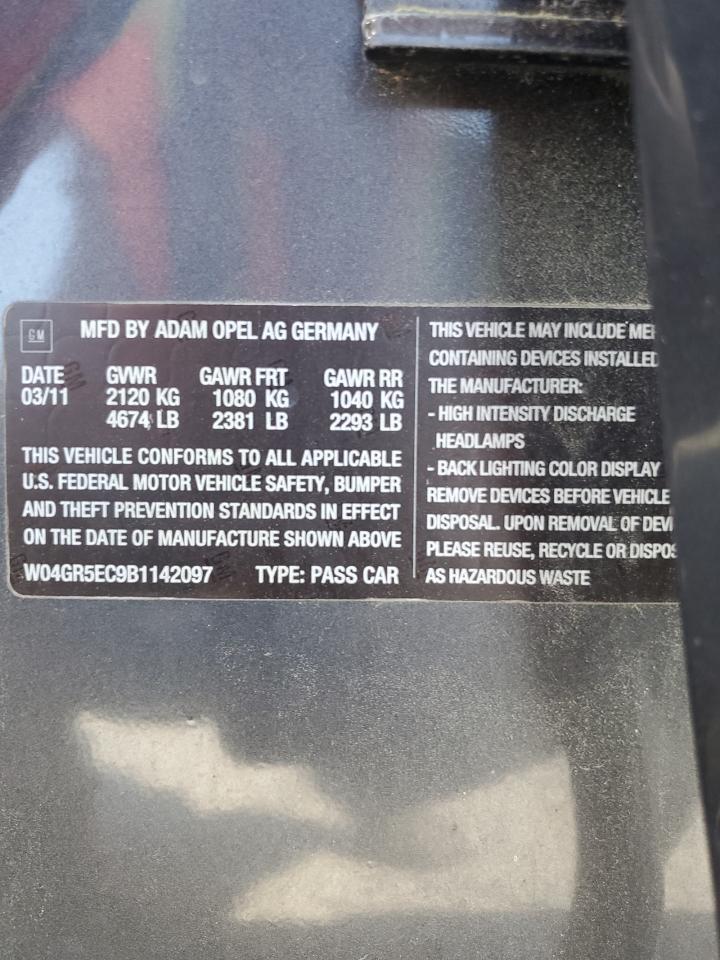 GM
MFD BY ADAM OPEL AG GERMANY
DATE GVWR GAWR FRT GAWR RR
03/11 2120 KG 1080 KG 1040 KG
4674 LB 2381 LB 2293 LB
THIS VEHICLE CONFORMS TO ALL APPLICABLE
U.S. FEDERAL MOTOR VEHICLE SAFETY, BUMPER
AND THEFT PREVENTION STANDARDS IN EFFECT
ON THE DATE OF MANUFACTURE SHOWN ABOVE
W04GR5EC9B1142097 TYPE: PASS CAR
THIS VEHICLE MAY INCLUDE
CONTAINING DEVICES INSTALLED
THE MANUFACTURER:
- HIGH INTENSITY DISCHARGE
HEADLAMPS
- BACK LIGHTING COLOR DISPLAY
REMOVE DEVICES BEFORE VEHICLE
DISPOSAL. UPON REMOVAL OF
PLEASE REUSE, RECYCLE OR
AS HAZARDOUS WASTE